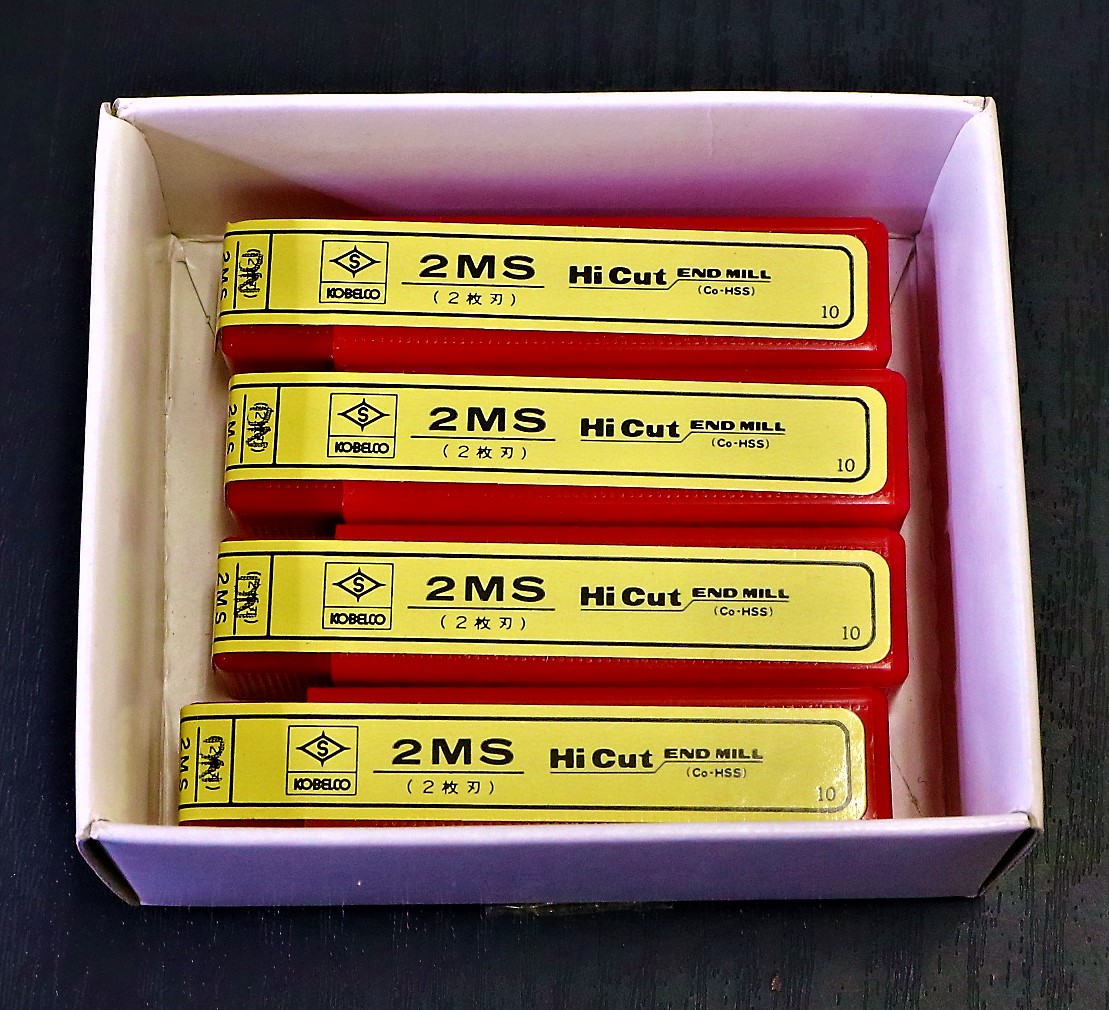 2MS
S
KOBELCO
2MS
(2枚刃)
Hi Cut END MILL
(Co-HSS)
10
2MS
S
KOBELCO
2MS
(2枚刃)
Hi Cut END MILL
(Co-HSS)
10
2MS
S
KOBELCO
2MS
(2枚刃)
Hi Cut END MILL
(Co-HSS)
10
2MS
S
KOBELCO
2MS
(2枚刃)
Hi Cut END MILL
(Co-HSS)
10